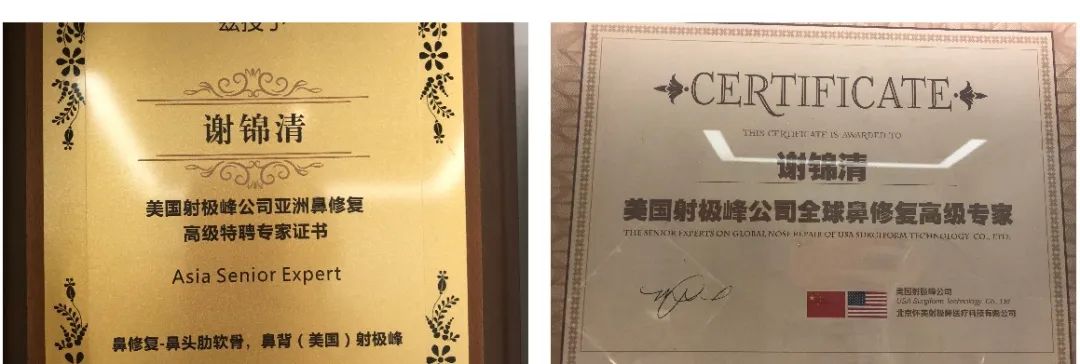 兹授予
谢锦清
美国射极峰公司亚洲鼻修复
高级特聘专家证书
Asia Senior Expert
鼻修复-鼻头肋软骨，鼻背（美国）射极峰
CERTIFICATE
THIS CERTIFICATE IS AWARDED TO
谢锦清
美国射极峰公司全球鼻修复高级专家
THE SENIOR EXPERTS ON GLOBAL NOSE REPAIR OF USA SURGIFORM TECHNOLOGY CO., LTD.
美国射极峰公司
USA Surgiform Technology Co., Ltd